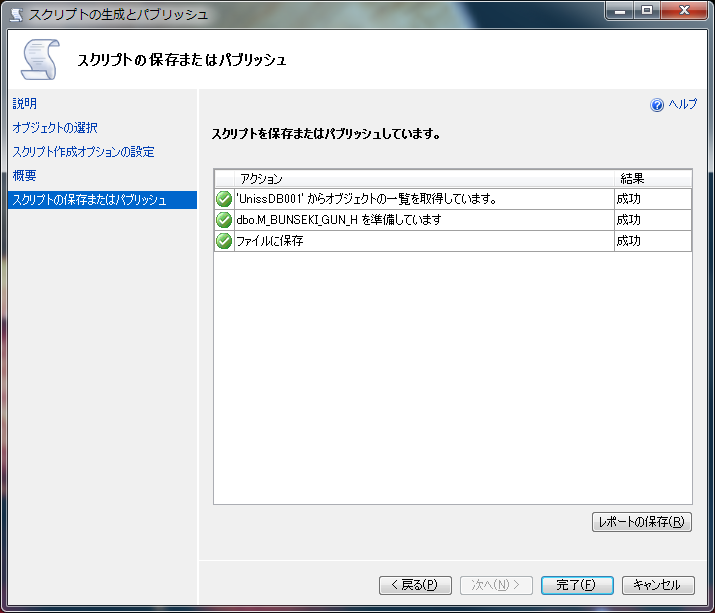 スクリプトの生成とパブリッシュ
スクリプトの保存またはパブリッシュ
説明
オブジェクトの選択
スクリプト作成オプションの設定
概要
スクリプトの保存またはパブリッシュ
ヘルプ
スクリプトを保存またはパブリッシュしています。
アクション 結果
'UnissDB001' からオブジェクトの一覧を取得しています。 成功
dbo.M_BUNSEKI_GUN_H を準備しています 成功
ファイルに保存 成功
レポートの保存(R)
< 戻る(P) 次へ(N) > 完了(F) キャンセル